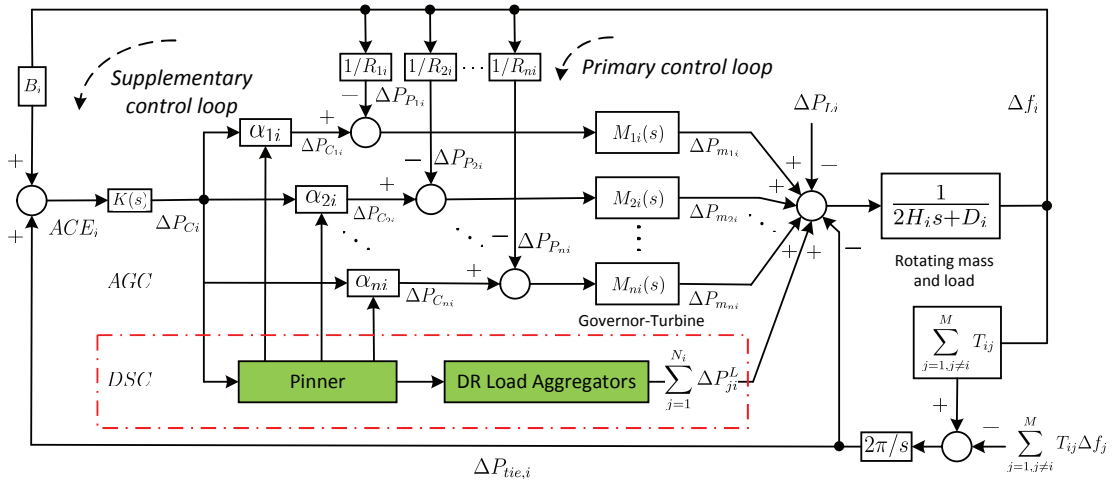 1/R_{1i}
1/R_{2i}
...
1/R_{ni}
B_i
Supplementary
control loop
Primary control loop
− ΔP_{P_{1i}}
ΔP_{L,i}
Δf_i
+
α_{1i}
+
ΔP_{C_{1i}}
M_{1i}(s)
ΔP_{m_{1i}}
+
−
− ΔP_{P_{2i}}
K(s)
α_{2i}
+
ΔP_{C_{2i}}
M_{2i}(s)
ΔP_{m_{2i}}
+
1
2H_i s+D_i
ACE_i
ΔP_{Ci}
+
− ΔP_{P_{ni}}
+
+
+
−
Rotating mass
and load
AGC
α_{ni}
+
ΔP_{C_{ni}}
M_{ni}(s)
ΔP_{m_{ni}}
Governor-Turbine
DSC
Pinner
DR Load Aggregators
∑_{j=1}^{N_i} ΔP_{ji}^{L}
∑_{j=1,j≠i}^{M} T_{ij}
+
2π/s
−
∑_{j=1,j≠i}^{M} T_{ij}Δf_j
ΔP_{tie,i}